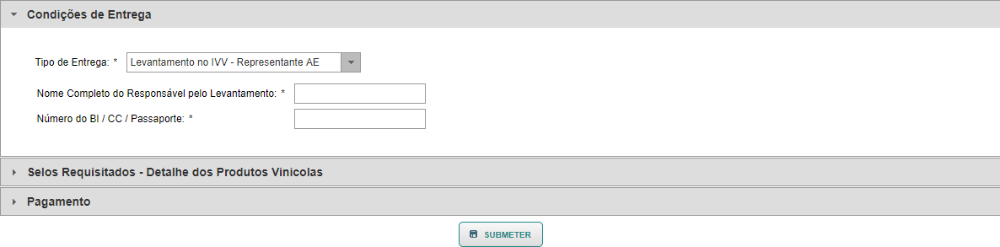 Condições de Entrega
Tipo de Entrega: * Levantamento no IVV - Representante AE
Nome Completo do Responsável pelo Levantamento: *
Número do BI / CC / Passaporte: *
Selos Requisitados - Detalhe dos Produtos Vinicolas
Pagamento
SUBMETER